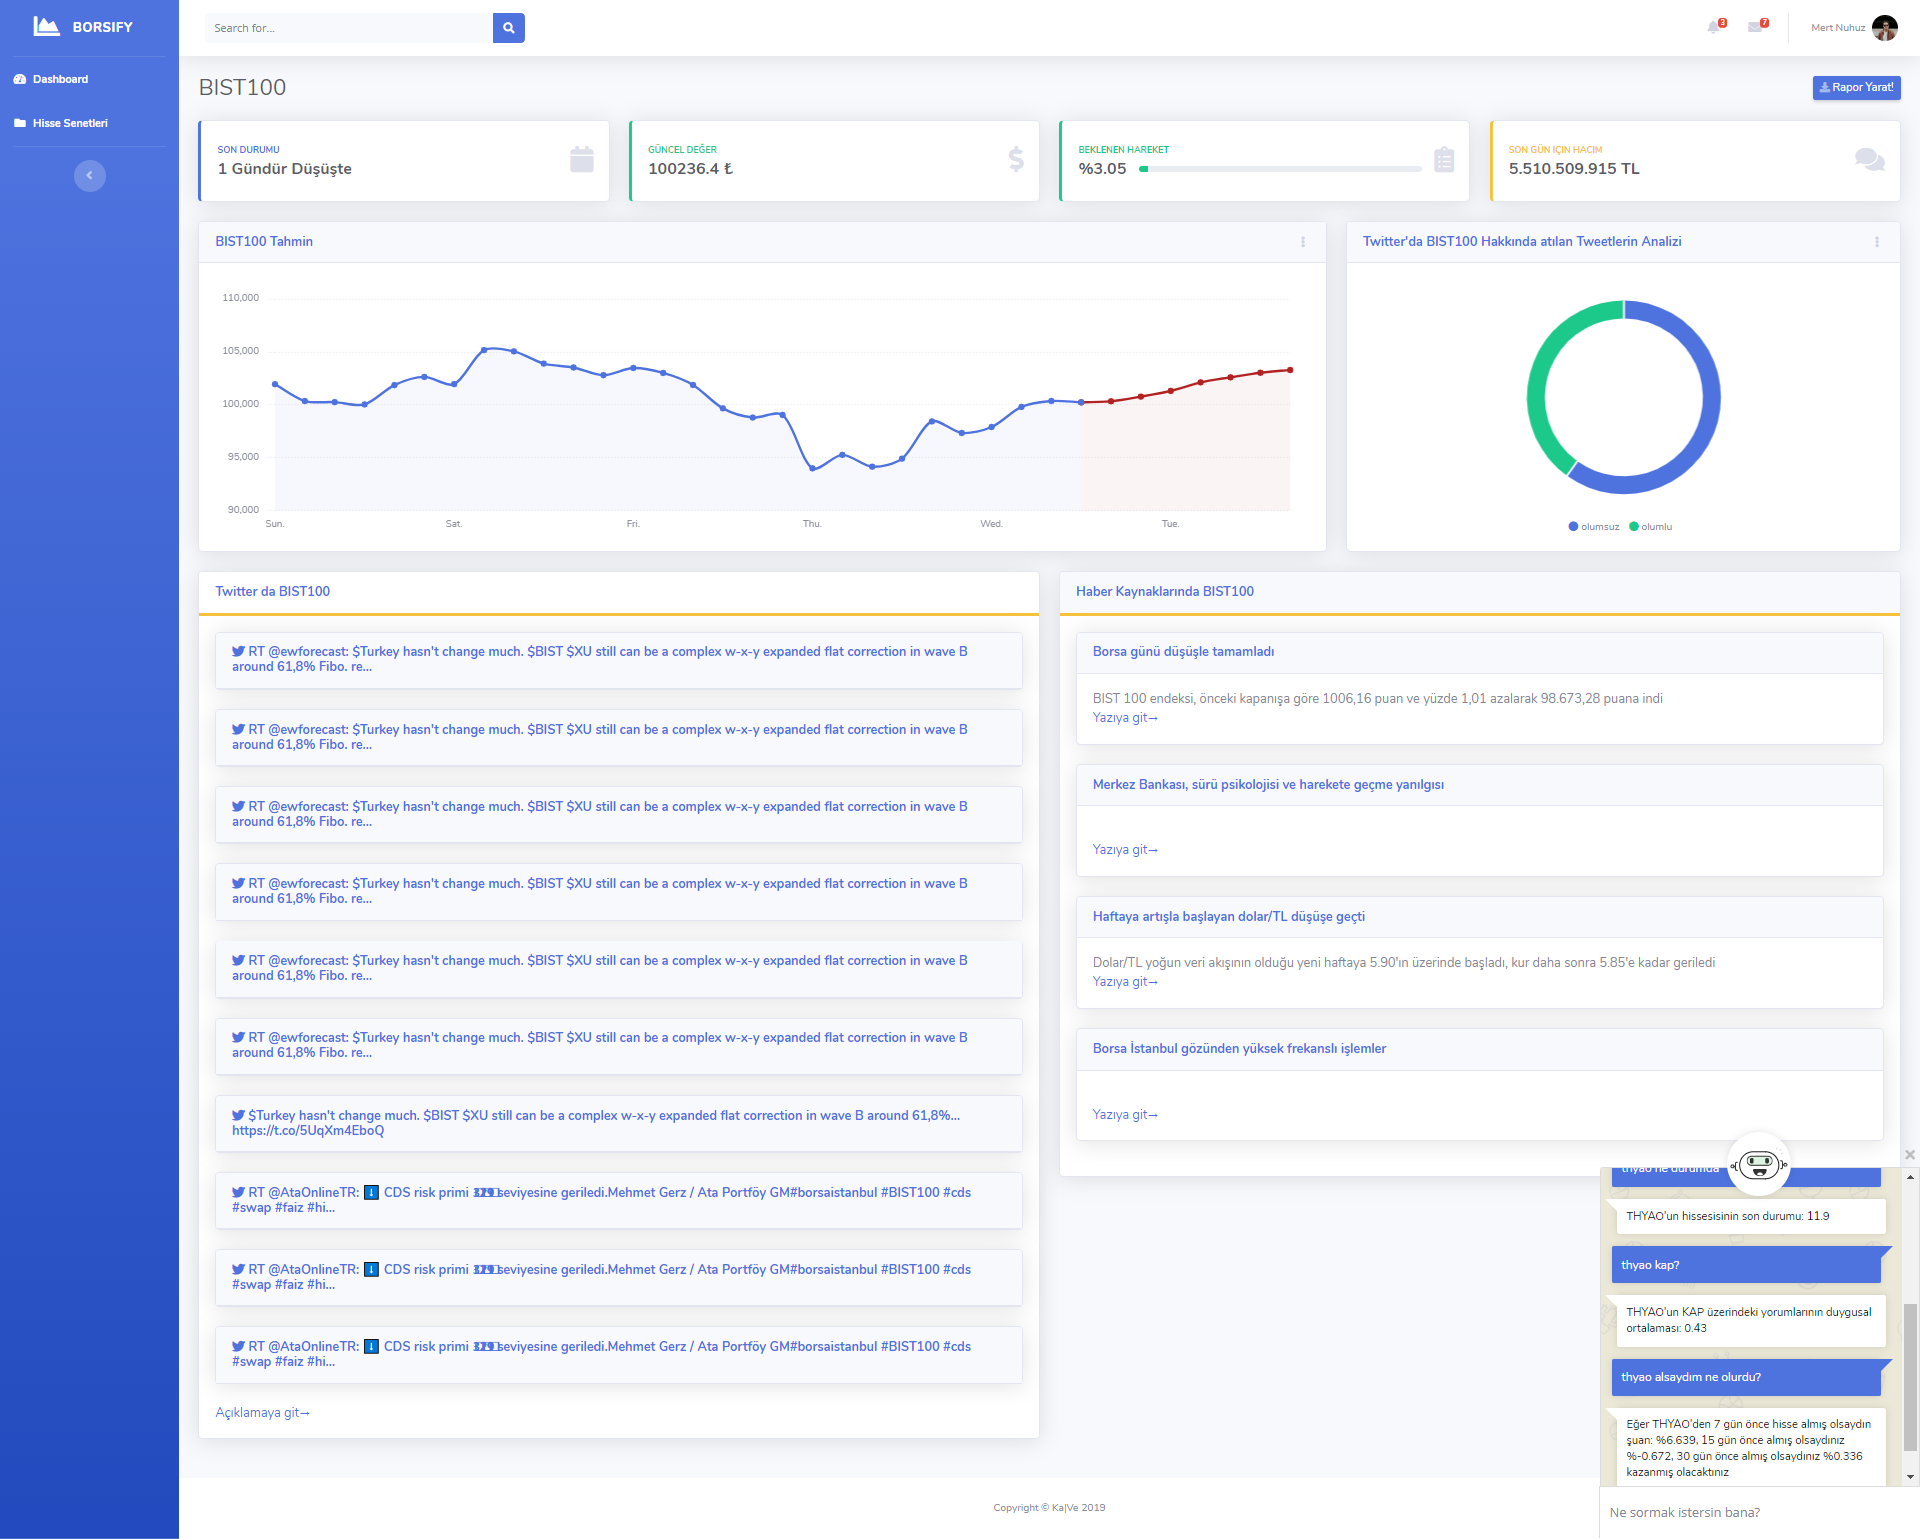 BORSIFY
Dashboard
Hisse Senetleri
Search for...
3
7
Mert Nuhuz
BIST100
Rapor Yarat!
SON DURUMU
1 Gündür Düşüşte
GÜNCEL DEĞER
100236.4 ₺
BEKLENEN HAREKET
%3.05
SON GÜN IÇIN HACIM
5.510.509.915 TL
BIST100 Tahmin
110,000
105,000
100,000
95,000
90,000
Sun.
Sat.
Fri.
Thu.
Wed.
Tue.
Twitter'da BIST100 Hakkında atılan Tweetlerin Analizi
olumsuz
olumlu
Twitter da BIST100
RT @ewforecast: $Turkey hasn't change much. $BIST $XU still can be a complex w-x-y expanded flat correction in wave B
around 61,8% Fibo. re...
RT @ewforecast: $Turkey hasn't change much. $BIST $XU still can be a complex w-x-y expanded flat correction in wave B
around 61,8% Fibo. re...
RT @ewforecast: $Turkey hasn't change much. $BIST $XU still can be a complex w-x-y expanded flat correction in wave B
around 61,8% Fibo. re...
RT @ewforecast: $Turkey hasn't change much. $BIST $XU still can be a complex w-x-y expanded flat correction in wave B
around 61,8% Fibo. re...
RT @ewforecast: $Turkey hasn't change much. $BIST $XU still can be a complex w-x-y expanded flat correction in wave B
around 61,8% Fibo. re...
RT @ewforecast: $Turkey hasn't change much. $BIST $XU still can be a complex w-x-y expanded flat correction in wave B
around 61,8% Fibo. re...
$Turkey hasn't change much. $BIST $XU still can be a complex w-x-y expanded flat correction in wave B around 61,8%...
https://t.co/5UqXm4EboQ
RT @AtaOnlineTR: CDS risk primi seviyesine geriledi.Mehmet Gerz / Ata Portföy GM#borsaistanbul #BIST100 #cds
#swap #faiz #hi...
RT @AtaOnlineTR: CDS risk primi seviyesine geriledi.Mehmet Gerz / Ata Portföy GM#borsaistanbul #BIST100 #cds
#swap #faiz #hi...
RT @AtaOnlineTR: CDS risk primi seviyesine geriledi.Mehmet Gerz / Ata Portföy GM#borsaistanbul #BIST100 #cds
#swap #faiz #hi...
Açıklamaya git→
Haber Kaynaklarında BIST100
Borsa günü düşüşle tamamladı
BIST 100 endeksi, önceki kapanışa göre 1006,16 puan ve yüzde 1,01 azalarak 98.673,28 puana indi
Yazıya git→
Merkez Bankası, sürü psikolojisi ve harekete geçme yanılgısı
Yazıya git→
Haftaya artışla başlayan dolar/TL düşüşe geçti
Dolar/TL yoğun veri akışının olduğu yeni haftaya 5.90'ın üzerinde başladı, kur daha sonra 5.85'e kadar geriledi
Yazıya git→
Borsa İstanbul gözünden yüksek frekanslı işlemler
Yazıya git→
thyao ne durumda
THYAO'un hissesisinin son durumu: 11.9
thyao kap?
THYAO'un KAP üzerindeki yorumlarının duygusal
ortalaması: 0.43
thyao alsaydım ne olurdu?
Eğer THYAO'den 7 gün önce hisse almış olsaydın
şuan: %6.639, 15 gün önce almış olsaydınız
%-0.672, 30 gün önce almış olsaydınız %0.336
kazanmış olacaktınız
Ne sormak istersin bana?
Copyright © Ka|Ve 2019